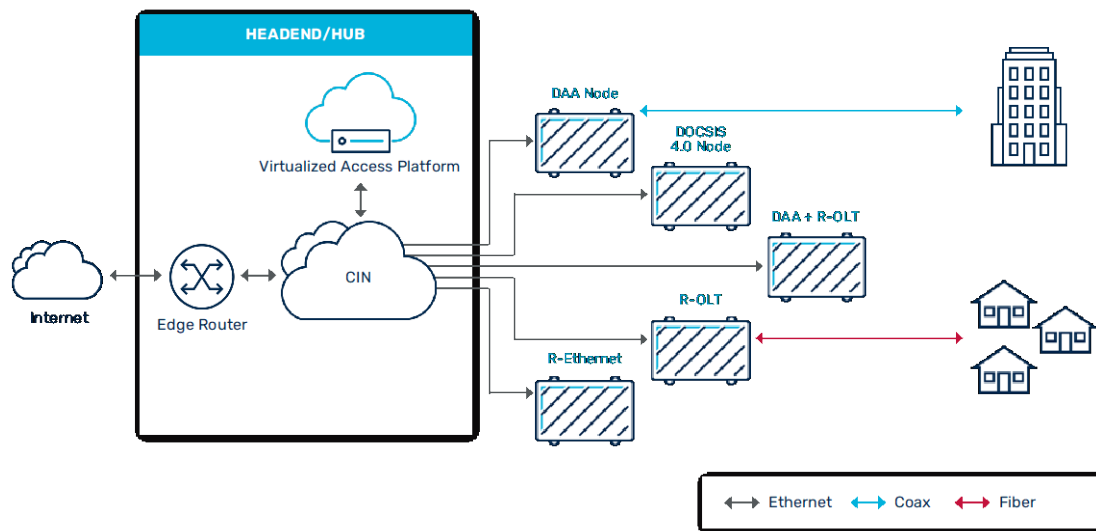 HEADEND/HUB
Virtualized Access Platform
CIN
Internet
Edge Router
DAA Node
DOCSIS
4.0 Node
DAA + R-OLT
R-OLT
R-Ethernet
Ethernet
Coax
Fiber